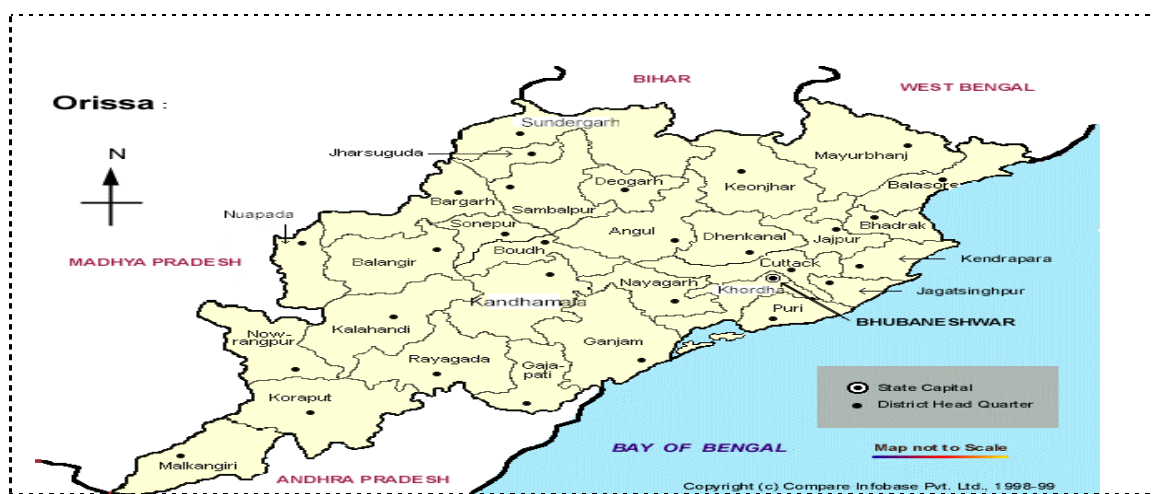 BIHAR
WEST BENGAL
Orissa :
Sundergarh
N
Jharsuguda
Mayurbhanj
Deogarh
Keonjhar
Balasore
Bargarh
Sambalpur
Nuapada
Sonepur
Bhadrak
Angul
Dhenkanal
Jajpur
MADHYA PRADESH
Balangir
Boudh
Cuttack
Kendrapara
Nayagarh
Khordha
Jagatsinghpur
Kandhamala
Puri
BHUBANESHWAR
Now-
rangpur
Kalahandi
Ganjam
Rayagada
Gaja-
pati
State Capital
Koraput
District Head Quarter
BAY OF BENGAL
Map not to Scale
Malkangiri
ANDHRA PRADESH
Copyright (c) Compare Infobase Pvt. Ltd., 1998-99